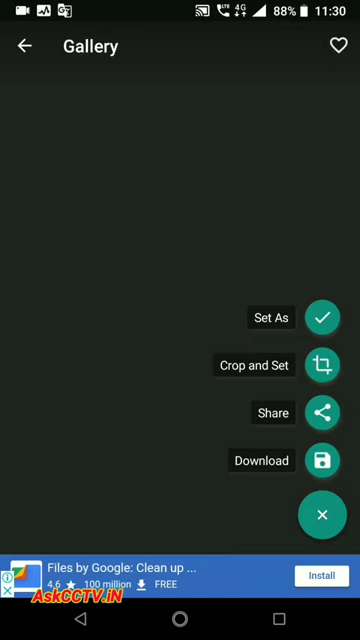 88% 11:30
LTE 4G
Gallery
Set As
Crop and Set
Share
Download
Files by Google: Clean up ...
4,6 100 million FREE
Install
AskCCTV.iN